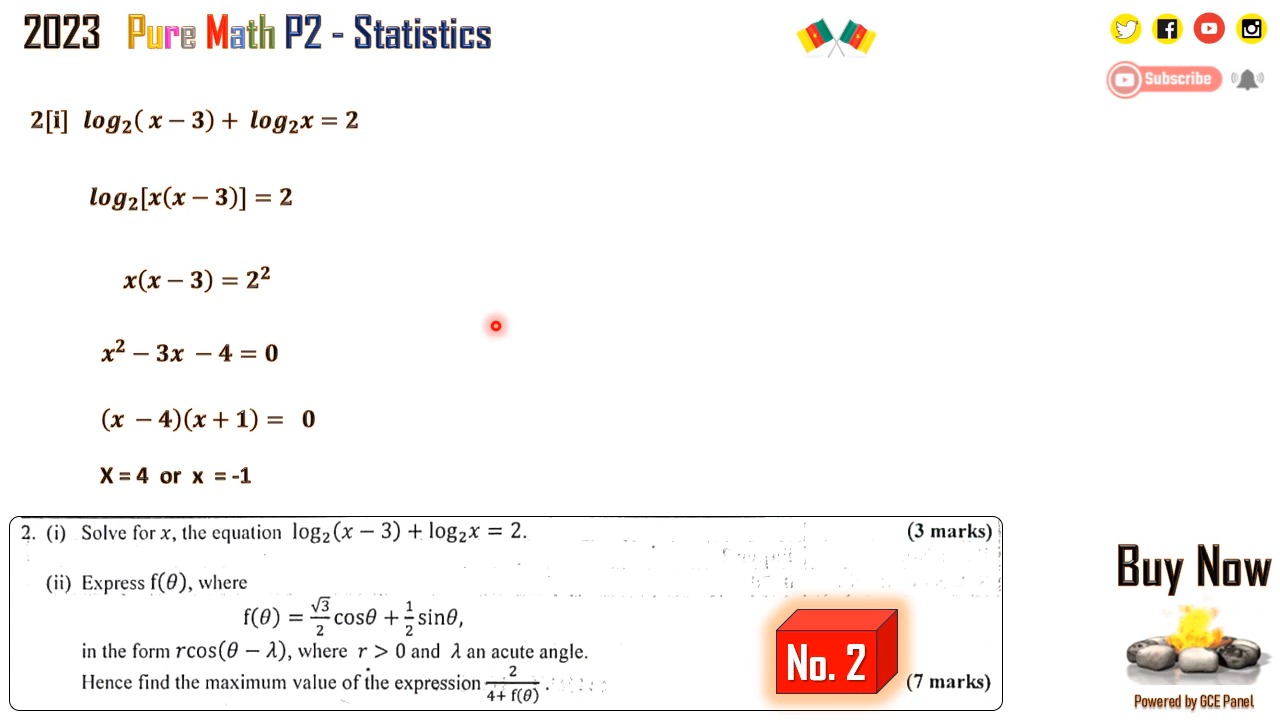 2023 Pure Math P2 - Statistics
Subscribe
2[i] log₂( x − 3) + log₂x = 2
log₂[x(x − 3)] = 2
x(x − 3) = 2²
x² − 3x − 4 = 0
(x − 4)(x + 1) = 0
X = 4 or x = -1
2. (i) Solve for x, the equation log₂(x − 3) + log₂x = 2. (3 marks)
(ii) Express f(θ), where
f(θ) = √3/2 cosθ + 1/2 sinθ,
in the form rcos(θ − λ), where r > 0 and λ an acute angle.
Hence find the maximum value of the expression 2/(4+ f(θ)) . (7 marks)
No. 2
Buy Now
Powered by GCE Panel